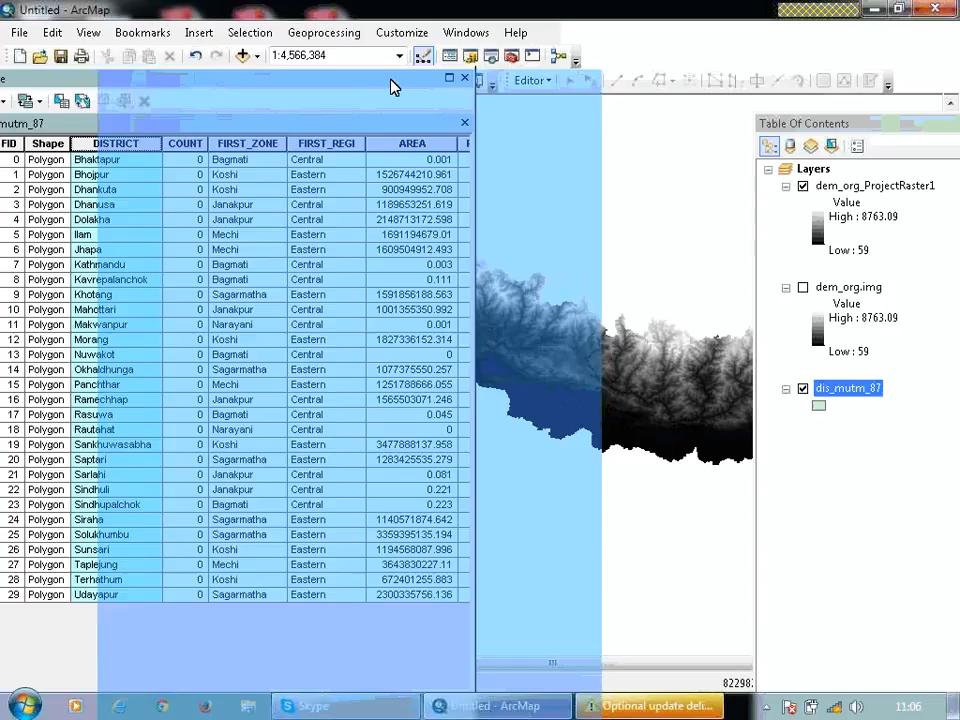 Untitled - ArcMap
File Edit View Bookmarks Insert Selection Geoprocessing Customize Windows Help
1:4,566,384
e
Editor
mutm_87
FID Shape DISTRICT COUNT FIRST_ZONE FIRST_REGI AREA
0 Polygon Bhaktapur 0 Bagmati Central 0.001
1 Polygon Bhojpur 0 Koshi Eastern 1526744210.961
2 Polygon Dhankuta 0 Koshi Eastern 900949952.708
3 Polygon Dhanusa 0 Janakpur Central 1189653251.619
4 Polygon Dolakha 0 Janakpur Central 2148713172.598
5 Polygon Ilam 0 Mechi Eastern 1691194679.01
6 Polygon Jhapa 0 Mechi Eastern 1609504912.493
7 Polygon Kathmandu 0 Bagmati Central 0.003
8 Polygon Kavrepalanchok 0 Bagmati Central 0.111
9 Polygon Khotang 0 Sagarmatha Eastern 1591856188.563
10 Polygon Mahottari 0 Janakpur Central 1001355350.992
11 Polygon Makwanpur 0 Narayani Central 0.001
12 Polygon Morang 0 Koshi Eastern 1827336152.314
13 Polygon Nuwakot 0 Bagmati Central 0
14 Polygon Okhaldhunga 0 Sagarmatha Eastern 1077375550.257
15 Polygon Panchthar 0 Mechi Eastern 1251788666.055
16 Polygon Ramechhap 0 Janakpur Central 1565503071.246
17 Polygon Rasuwa 0 Bagmati Central 0.045
18 Polygon Rautahat 0 Narayani Central 0
19 Polygon Sankhuwasabha 0 Koshi Eastern 3477888137.958
20 Polygon Saptari 0 Sagarmatha Eastern 1283425535.279
21 Polygon Sarlahi 0 Janakpur Central 0.081
22 Polygon Sindhuli 0 Janakpur Central 0.221
23 Polygon Sindhupalchok 0 Bagmati Central 0.223
24 Polygon Siraha 0 Sagarmatha Eastern 1140571874.642
25 Polygon Solukhumbu 0 Sagarmatha Eastern 3359395135.194
26 Polygon Sunsari 0 Koshi Eastern 1194568087.996
27 Polygon Taplejung 0 Mechi Eastern 3643830227.11
28 Polygon Terhathum 0 Koshi Eastern 672401255.883
29 Polygon Udayapur 0 Sagarmatha Eastern 2300335756.136
Table Of Contents
Layers
dem_org_ProjectRaster1
Value
High : 8763.09
Low : 59
dem_org.img
Value
High : 8763.09
Low : 59
dis_mutm_87
82298
Skype
Untitled - ArcMap
Optional update deli...
11:06